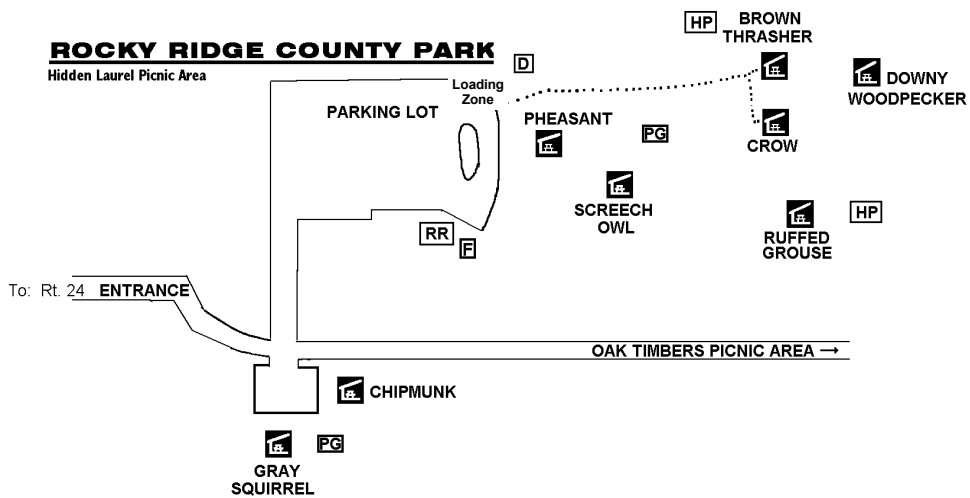 ROCKY RIDGE COUNTY PARK
Hidden Laurel Picnic Area
HP
BROWN
THRASHER
D
Loading
Zone
DOWNY
WOODPECKER
PARKING LOT
PHEASANT
PG
CROW
SCREECH
OWL
HP
RUFFED
GROUSE
RR
F
To: Rt. 24 ENTRANCE
OAK TIMBERS PICNIC AREA →
CHIPMUNK
PG
GRAY
SQUIRREL